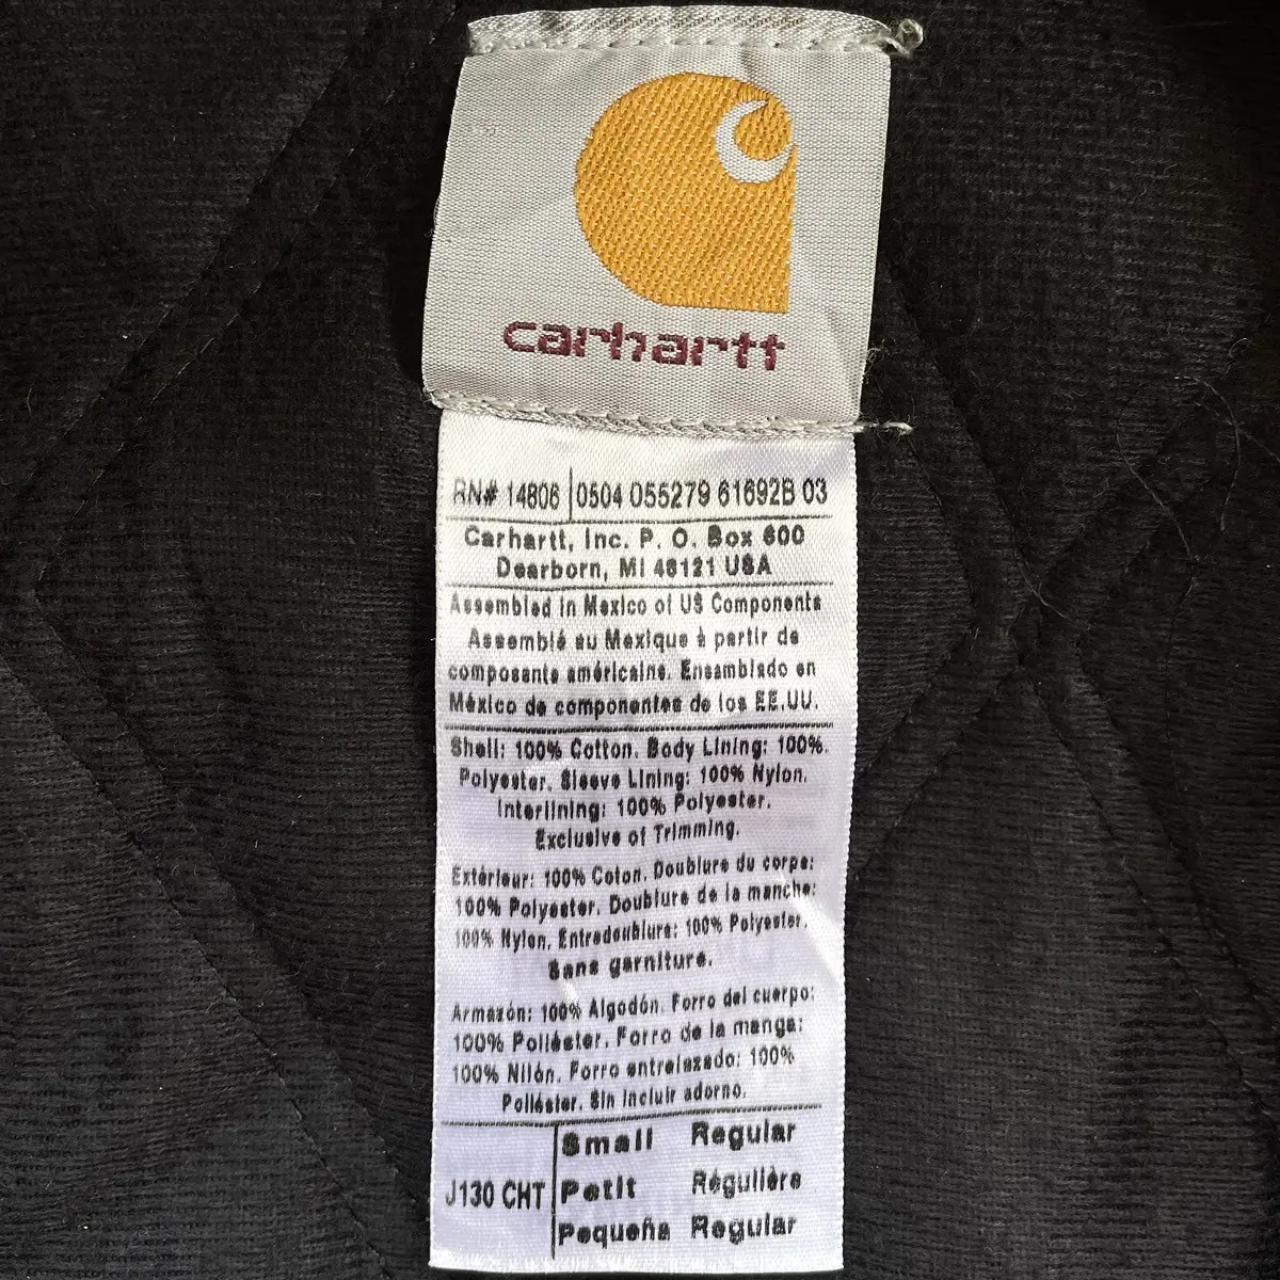 carhartt
RN# 14806 0504 055279 61692B 03
Carhartt, Inc. P. O. Box 600
Dearborn, MI 48121 USA
Assembled in Mexico of US Components
Assemblé au Mexique à partir de
composants américains. Ensamblado en
México de componentes de los EE.UU.
Shell: 100% Cotton. Body Lining: 100%.
Polyester. Sleeve Lining: 100% Nylon.
Interlining: 100% Polyester.
Exclusive of Trimming.
Extérieur: 100% Coton. Doublure du corps:
100% Polyester. Doublure de la manche:
100% Nylon. Entredoublure: 100% Polyester.
Sans garniture.
Armazón: 100% Algodón. Forro del cuerpo:
100% Poliéster. Forro de la manga:
100% Nilón. Forro entrelazado: 100%
Poliéster. Sin incluir adorno.
J130 CHT
Small Regular
Petit Régulière
Pequeña Regular